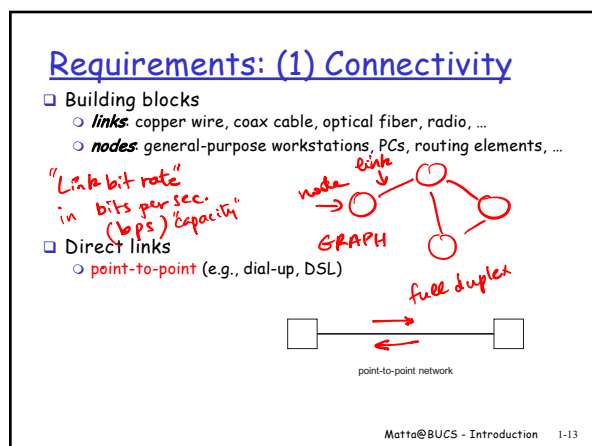 Requirements: (1) Connectivity
Building blocks
links: copper wire, coax cable, optical fiber, radio, …
nodes: general-purpose workstations, PCs, routing elements, …
"Link bit rate"
in bits per sec.
(bps) "capacity"
link
node
GRAPH
Direct links
point-to-point (e.g., dial-up, DSL)
full duplex
point-to-point network
Matta@BUCS - Introduction 1-13